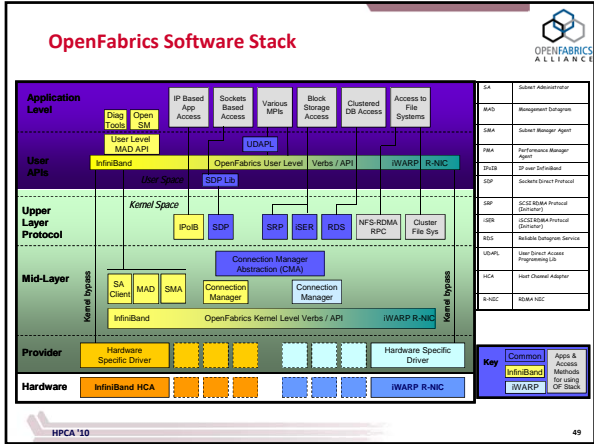 OpenFabrics Software Stack
OPENFABRICS
ALLIANCE
Application
Level
Diag
Tools
Open
SM
IP Based
App
Access
Sockets
Based
Access
Various
MPIs
Block
Storage
Access
Clustered
DB Access
Access to
File
Systems
User Level
MAD API
UDAPL
User
APIs
InfiniBand
OpenFabrics User Level Verbs / API
iWARP R-NIC
User Space
SDP Lib
Kernel Space
Upper
Layer
Protocol
IPoIB
SDP
SRP
iSER
RDS
NFS-RDMA
RPC
Cluster
File Sys
Connection Manager
Abstraction (CMA)
Mid-Layer
Kernel bypass
SA
Client
MAD
SMA
Connection
Manager
Connection
Manager
Kernel bypass
InfiniBand
OpenFabrics Kernel Level Verbs / API
iWARP R-NIC
Provider
Hardware
Specific Driver
Hardware Specific
Driver
Hardware
InfiniBand HCA
iWARP R-NIC
SA Subnet Administrator
MAD Management Datagram
SMA Subnet Manager Agent
PMA Performance Manager
Agent
IPoIB IP over InfiniBand
SDP Sockets Direct Protocol
SRP SCSI RDMA Protocol
(Initiator)
iSER iSCSI RDMA Protocol
(Initiator)
RDS Reliable Datagram Service
UDAPL User Direct Access
Programming Lib
HCA Host Channel Adapter
R-NIC RDMA NIC
Key
Common
InfiniBand
iWARP
Apps &
Access
Methods
for using
OF Stack
HPCA '10
49